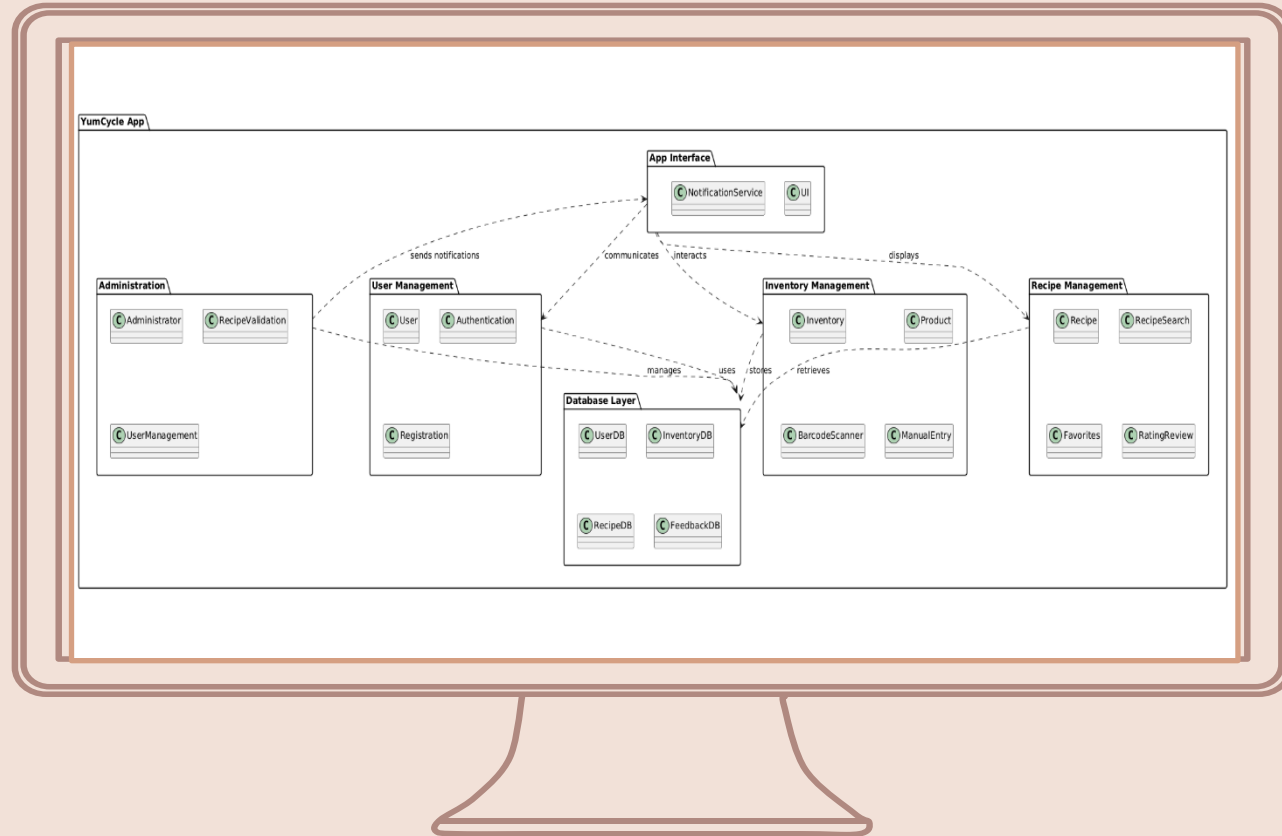 YumCycle App
App Interface
C NotificationService
C UI
sends notifications
communicates
interacts
displays
Administration
C Administrator
C RecipeValidation
C UserManagement
User Management
C User
C Authentication
C Registration
Inventory Management
C Inventory
C Product
C BarcodeScanner
C ManualEntry
Recipe Management
C Recipe
C RecipeSearch
C Favorites
C RatingReview
manages
uses
stores
retrieves
Database Layer
C UserDB
C InventoryDB
C RecipeDB
C FeedbackDB